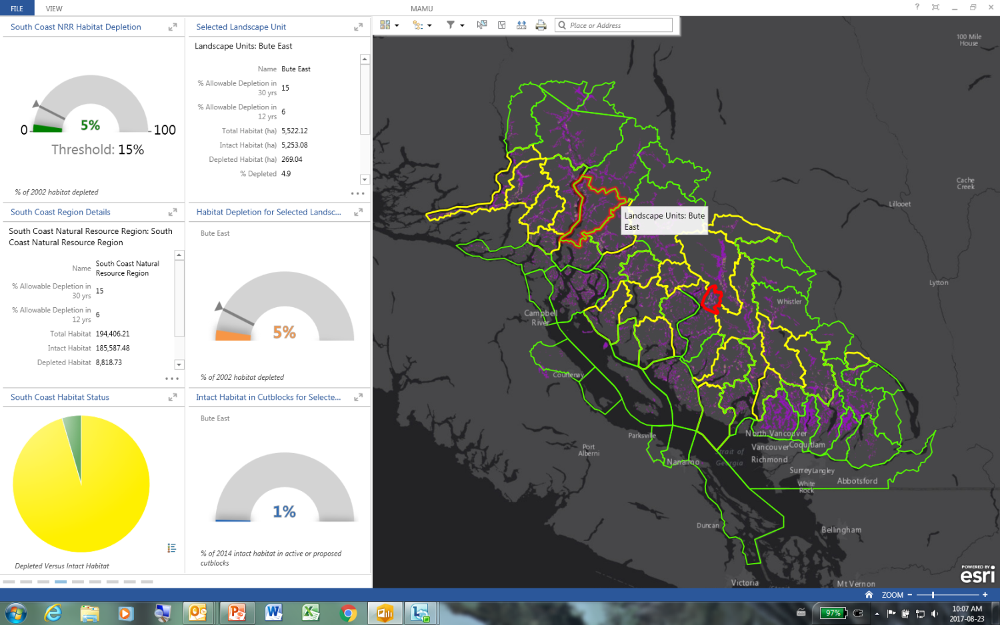 FILE
VIEW
MAMU
South Coast NRR Habitat Depletion
0
5%
100
Threshold: 15%
% of 2002 habitat depleted
Selected Landscape Unit
Landscape Units: Bute East
Name Bute East
% Allowable Depletion in
30 yrs 15
% Allowable Depletion in
12 yrs 6
Total Habitat (ha) 5,522.12
Intact Habitat (ha) 5,253.08
Depleted Habitat (ha) 269.04
% Depleted 4.9
South Coast Region Details
South Coast Natural Resource Region: South
Coast Natural Resource Region
Name South Coast Natural
Resource Region
% Allowable Depletion in
30 yrs 15
% Allowable Depletion in
12 yrs 6
Total Habitat 194,406.21
Intact Habitat 185,587.48
Depleted Habitat 8,818.73
Habitat Depletion for Selected Landsc...
Bute East
5%
% of 2002 habitat depleted
South Coast Habitat Status
Depleted Versus Intact Habitat
Intact Habitat in Cutblocks for Selecte...
Bute East
1%
% of 2014 intact habitat in active or proposed
cutblocks
Place or Address
100 Mile
House
Cache
Creek
Lillooet
Landscape Units: Bute
East
Lytton
Whistler
Campbell
River
Courtenay
Parksville
Port
Alberni
Nanaimo
Strait of
Georgia
North Vancouver
Vancouver
Coquitlam
Richmond
Surrey
Langley
White
Rock
Abbotsford
Duncan
Bellingham
Victoria
Mt Vernon
POWERED BY
esri
ZOOM
97%
10:07 AM
2017-08-23